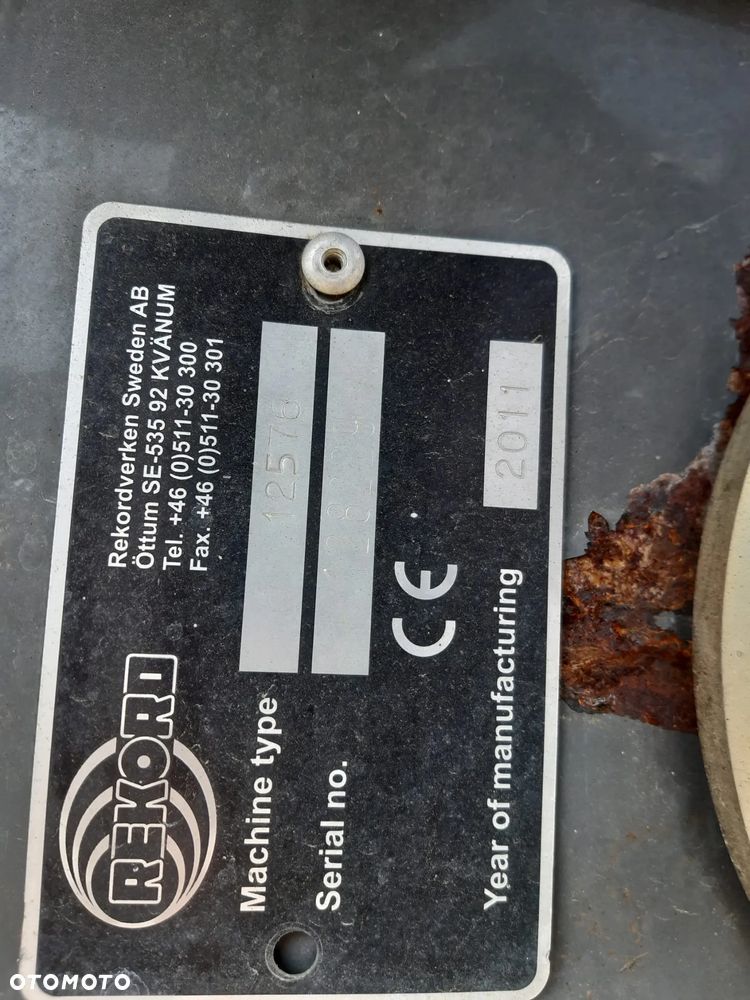 REKORD
Rekordverken Sweden AB
Öttum SE-535 92 KVÄNUM
Tel. +46 (0)511-30 300
Fax. +46 (0)511-30 301
Machine type 12576
Serial no.
CE
Year of manufacturing 2011
OTOMOTO